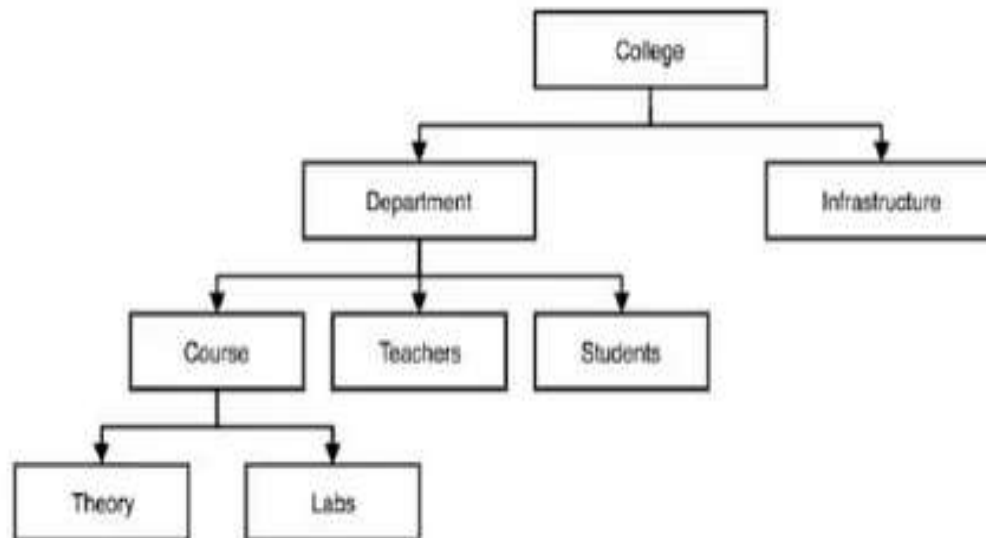 College
Department
Infrastructure
Course
Teachers
Students
Theory
Labs